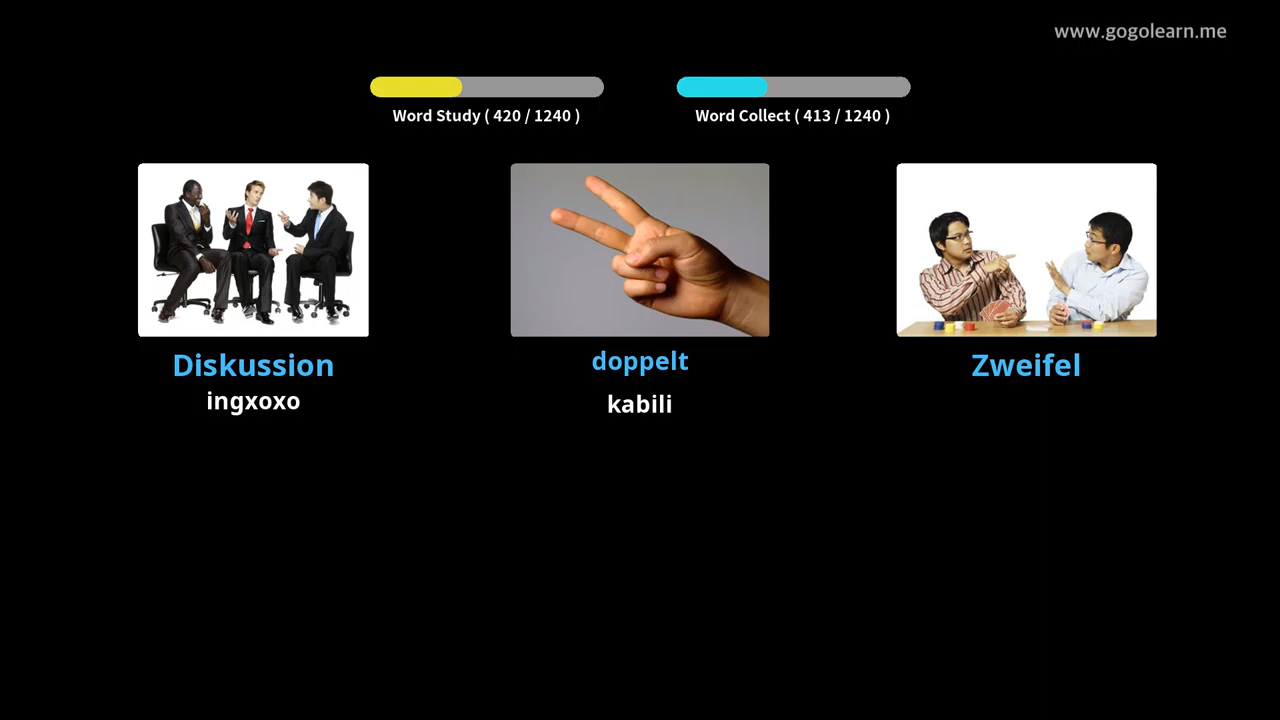 www.gogolearn.me
Word Study ( 420 / 1240 )
Word Collect ( 413 / 1240 )
Diskussion
ingxoxo
doppelt
kabili
Zweifel